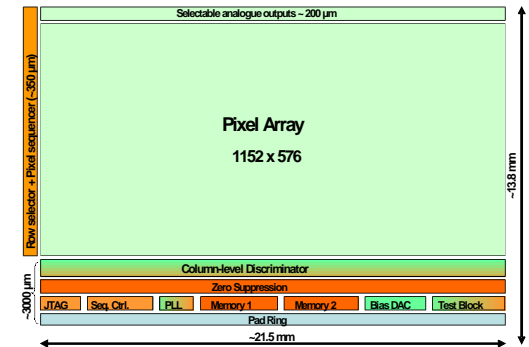 Selectable analogue outputs ~ 200 µm
Row selector + Pixel sequencer (~350 µm)
Pixel Array
1152 x 576
~13.8 mm
Column-level Discriminator
Zero Suppression
~3000 µm
JTAG Seq. Ctrl. PLL Memory 1 Memory 2 Bias DAC Test Block
Pad Ring
~21.5 mm